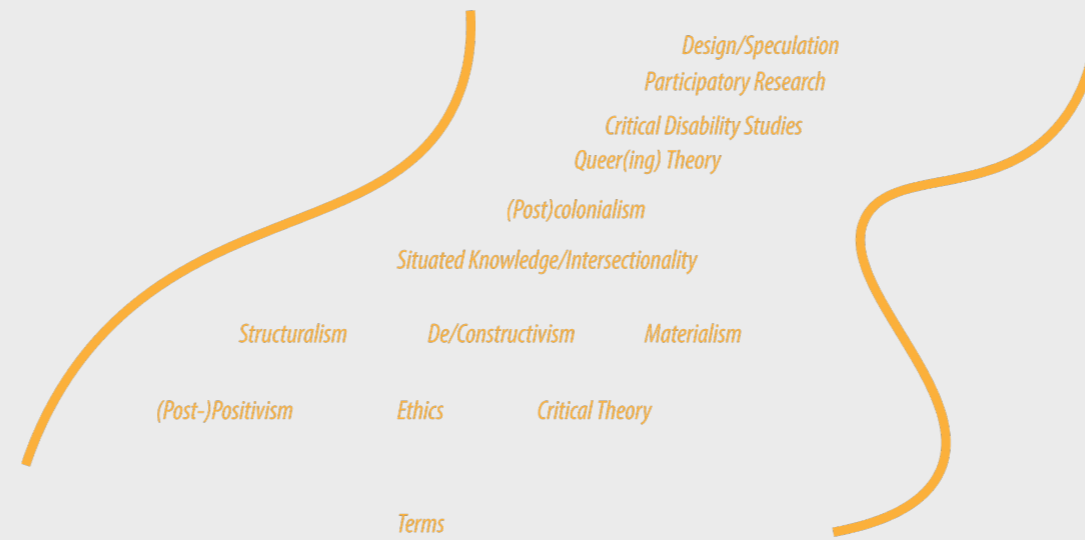 Design/Speculation
Participatory Research
Critical Disability Studies
Queer(ing) Theory
(Post)colonialism
Situated Knowledge/Intersectionality
Structuralism De/Constructivism Materialism
(Post-)Positivism Ethics Critical Theory
Terms